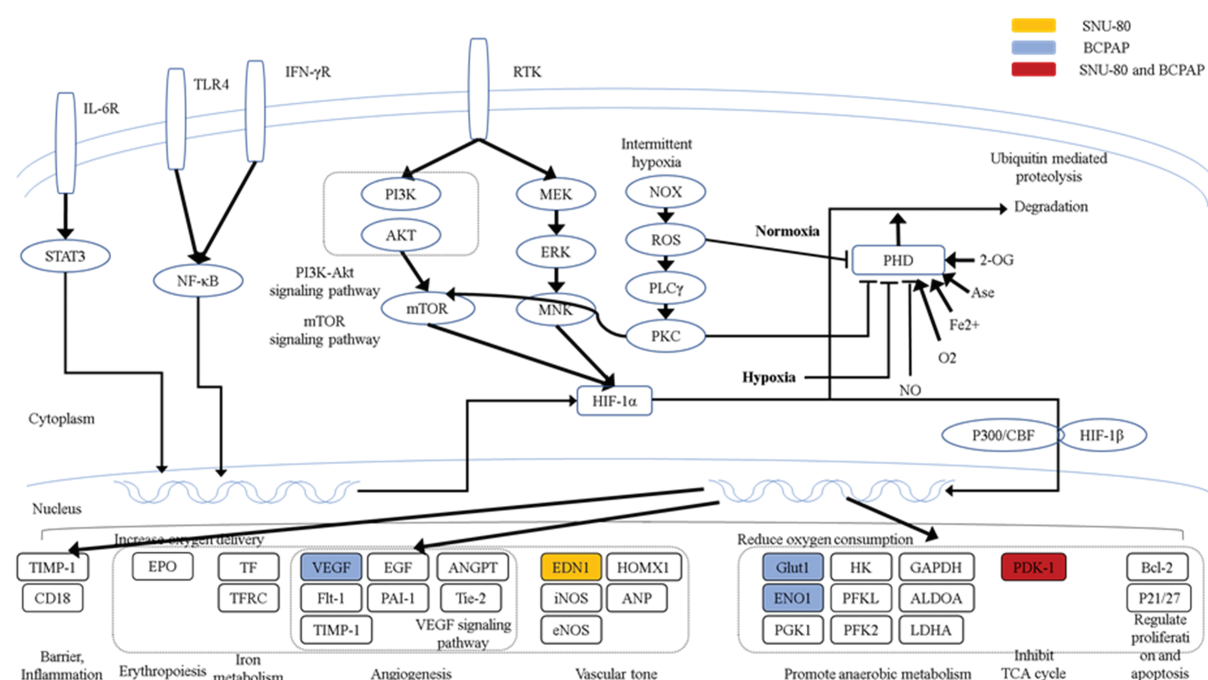 SNU-80
BCPAP
SNU-80 and BCPAP
IL-6R
TLR4
IFN-γR
RTK
Intermittent
hypoxia
Ubiquitin mediated
proteolysis
Degradation
PI3K
MEK
NOX
AKT
ERK
ROS
Normoxia
PHD
2-OG
STAT3
NF-κB
PI3K-Akt
signaling pathway
mTOR
signaling pathway
mTOR
MNK
PLCγ
PKC
Ase
Fe2+
O2
NO
Hypoxia
HIF-1α
Cytoplasm
P300/CBF
HIF-1β
Nucleus
Increase oxygen delivery
Reduce oxygen consumption
TIMP-1
EPO
TF
VEGF
EGF
ANGPT
EDN1
HOMX1
Glut1
HK
GAPDH
PDK-1
Bcl-2
CD18
TFRC
Flt-1
PAI-1
Tie-2
iNOS
ANP
ENO1
PFKL
ALDOA
P21/27
TIMP-1
VEGF signaling
pathway
eNOS
PGK1
PFK2
LDHA
Regulate
proliferati
on and
apoptosis
Barrier,
Inflammation
Erythropoiesis
Iron
metabolism
Angiogenesis
Vascular tone
Promote anaerobic metabolism
Inhibit
TCA cycle